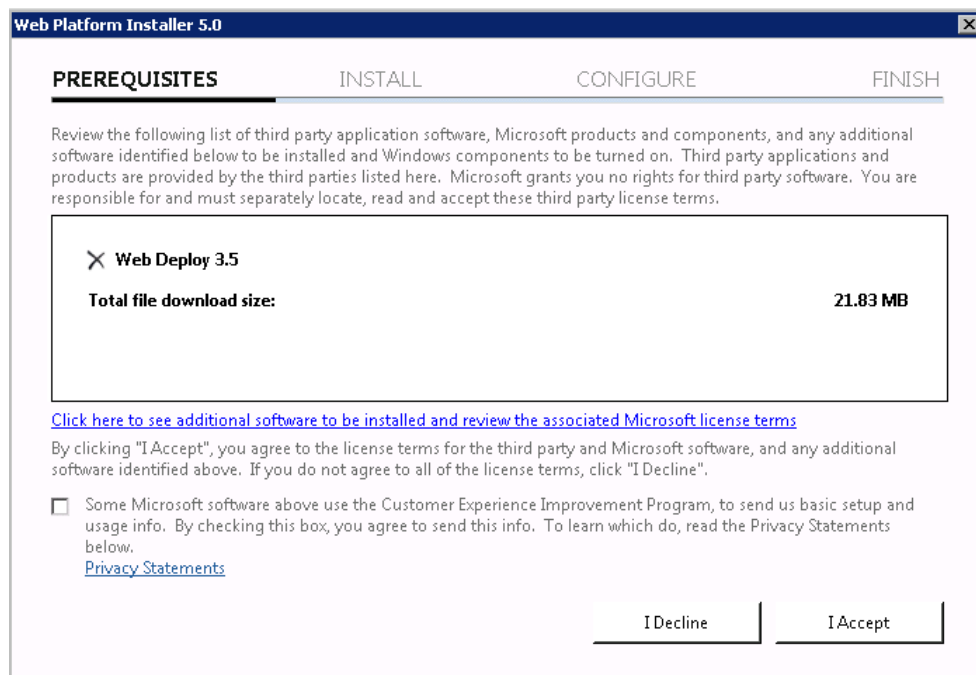 Web Platform Installer 5.0
PREREQUISITES INSTALL CONFIGURE FINISH
Review the following list of third party application software, Microsoft products and components, and any additional
software identified below to be installed and Windows components to be turned on. Third party applications and
products are provided by the third parties listed here. Microsoft grants you no rights for third party software. You are
responsible for and must separately locate, read and accept these third party license terms.
Web Deploy 3.5
Total file download size: 21.83 MB
Click here to see additional software to be installed and review the associated Microsoft license terms
By clicking "I Accept", you agree to the license terms for the third party and Microsoft software, and any additional
software identified above. If you do not agree to all of the license terms, click "I Decline".
Some Microsoft software above use the Customer Experience Improvement Program, to send us basic setup and
usage info. By checking this box, you agree to send this info. To learn which do, read the Privacy Statements
below.
Privacy Statements
I Decline I Accept